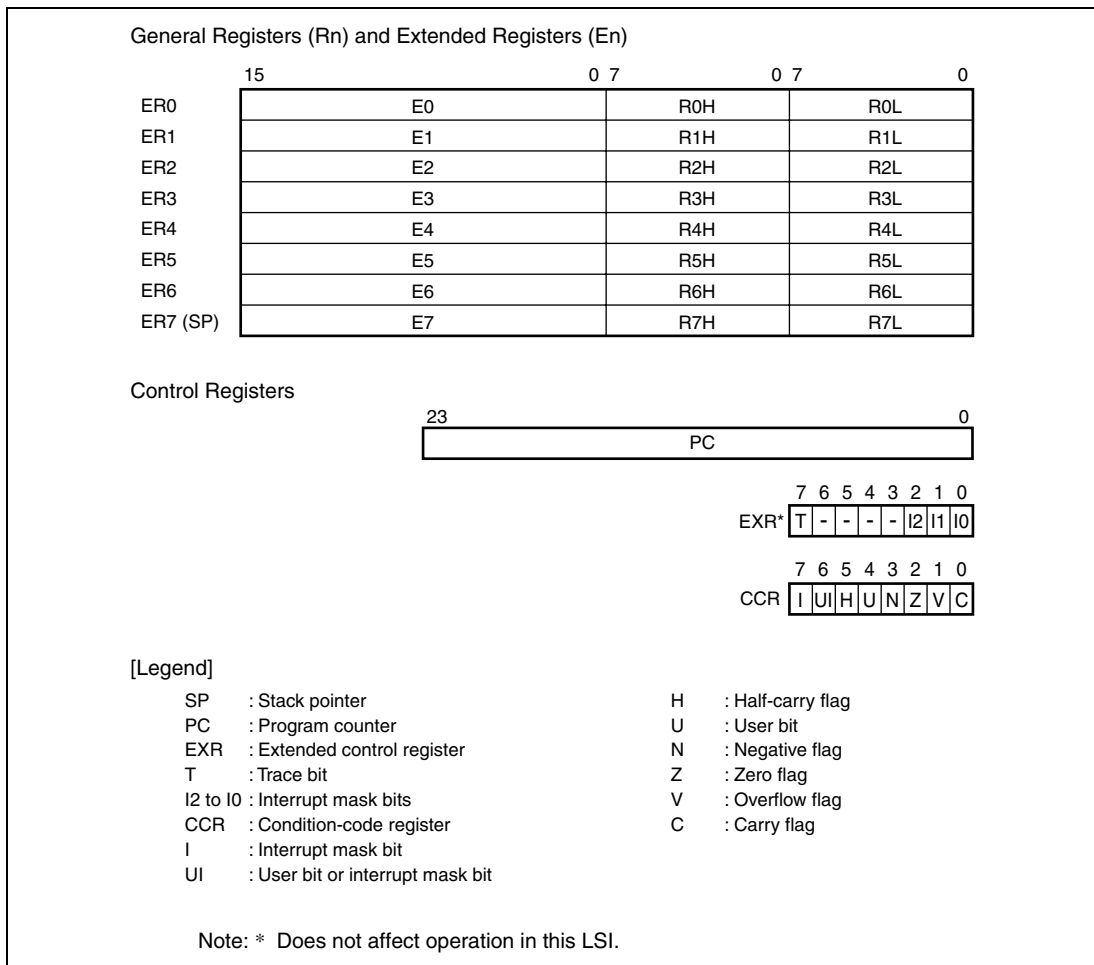 General Registers (Rn) and Extended Registers (En)
15 0 7 0 7 0
ER0 E0 R0H R0L
ER1 E1 R1H R1L
ER2 E2 R2H R2L
ER3 E3 R3H R3L
ER4 E4 R4H R4L
ER5 E5 R5H R5L
ER6 E6 R6H R6L
ER7 (SP) E7 R7H R7L
Control Registers
23 0
PC
7 6 5 4 3 2 1 0
EXR* T - - - - I2 I1 I0
7 6 5 4 3 2 1 0
CCR I UI H U N Z V C
[Legend]
SP : Stack pointer
PC : Program counter
EXR : Extended control register
T : Trace bit
I2 to I0 : Interrupt mask bits
CCR : Condition-code register
I : Interrupt mask bit
UI : User bit or interrupt mask bit
H : Half-carry flag
U : User bit
N : Negative flag
Z : Zero flag
V : Overflow flag
C : Carry flag
Note: * Does not affect operation in this LSI.